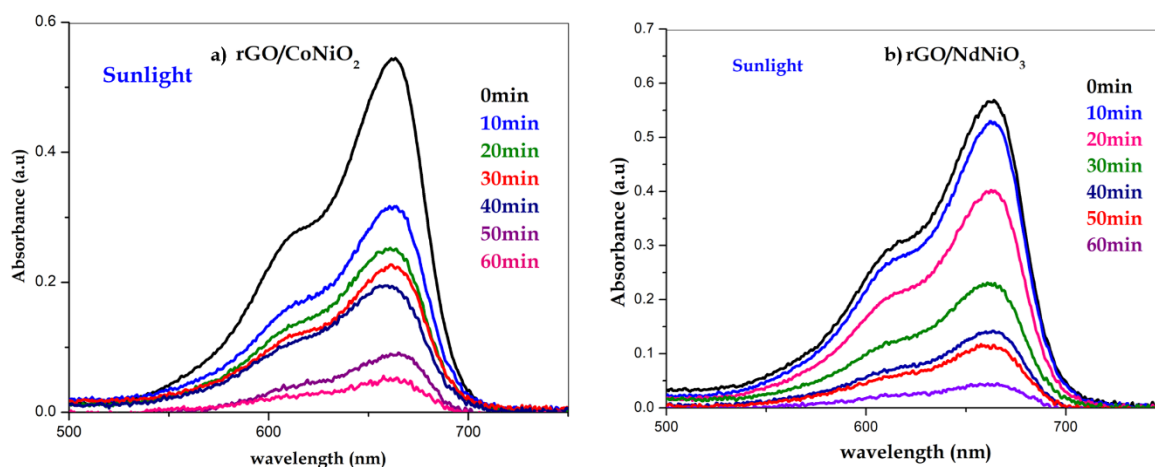 a) rGO/CoNiO₂
Sunlight
0min
10min
20min
30min
40min
50min
60min
0.6
0.4
0.2
0.0
500
600
700
Absorbance (a.u)
wavelength (nm)
b) rGO/NdNiO₃
Sunlight
0min
10min
20min
30min
40min
50min
60min
0.7
0.6
0.5
0.4
0.3
0.2
0.1
0.0
500
600
700
Absorbance (a.u)
wavelength (nm)